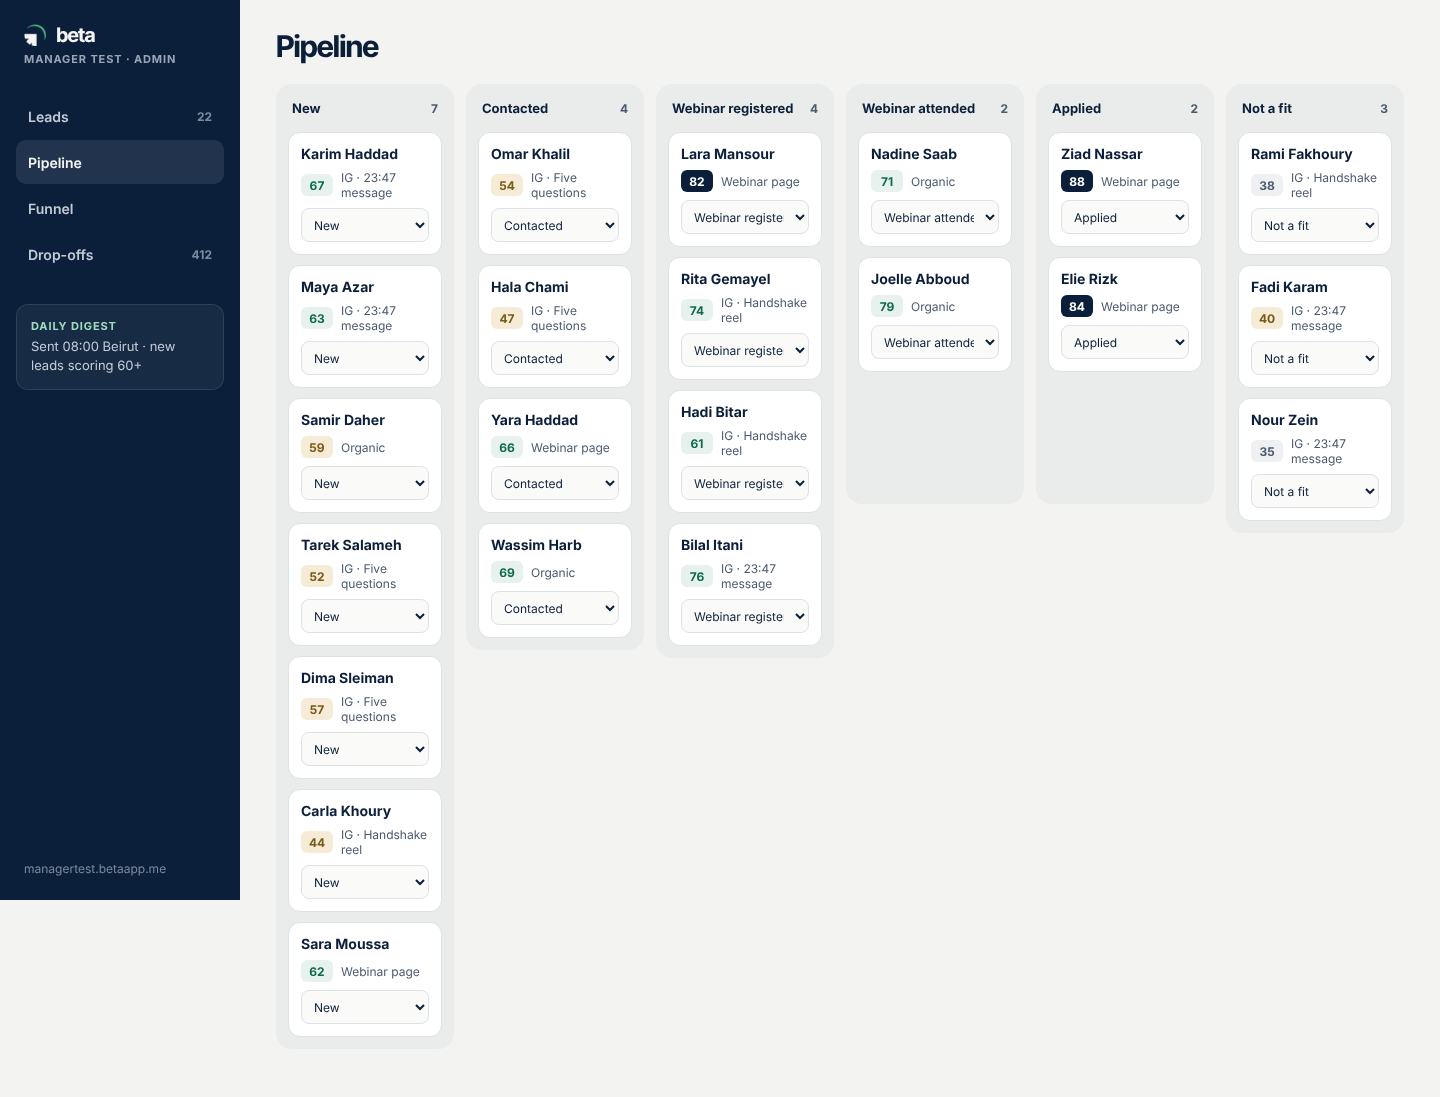 beta
MANAGER TEST · ADMIN
Leads 22
Pipeline
Funnel
Drop-offs 412
DAILY DIGEST
Sent 08:00 Beirut · new
leads scoring 60+
managertest.betaapp.me
Pipeline
New 7
Karim Haddad
67 IG · 23:47
message
New
Maya Azar
63 IG · 23:47
message
New
Samir Daher
59 Organic
New
Tarek Salameh
52 IG · Five
questions
New
Dima Sleiman
57 IG · Five
questions
New
Carla Khoury
44 IG · Handshake
reel
New
Sara Moussa
62 Webinar page
New
Contacted 4
Omar Khalil
54 IG · Five
questions
Contacted
Hala Chami
47 IG · Five
questions
Contacted
Yara Haddad
66 Webinar page
Contacted
Wassim Harb
69 Organic
Contacted
Webinar registered 4
Lara Mansour
82 Webinar page
Webinar registe
Rita Gemayel
74 IG · Handshake
reel
Webinar registe
Hadi Bitar
61 IG · Handshake
reel
Webinar registe
Bilal Itani
76 IG · 23:47
message
Webinar registe
Webinar attended 2
Nadine Saab
71 Organic
Webinar attende
Joelle Abboud
79 Organic
Webinar attende
Applied 2
Ziad Nassar
88 Webinar page
Applied
Elie Rizk
84 Webinar page
Applied
Not a fit 3
Rami Fakhoury
38 IG · Handshake
reel
Not a fit
Fadi Karam
40 IG · 23:47
message
Not a fit
Nour Zein
35 IG · 23:47
message
Not a fit